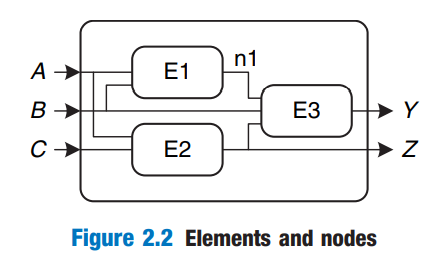 A
E1
n1
B
E3
Y
C
E2
Z
Figure 2.2 Elements and nodes